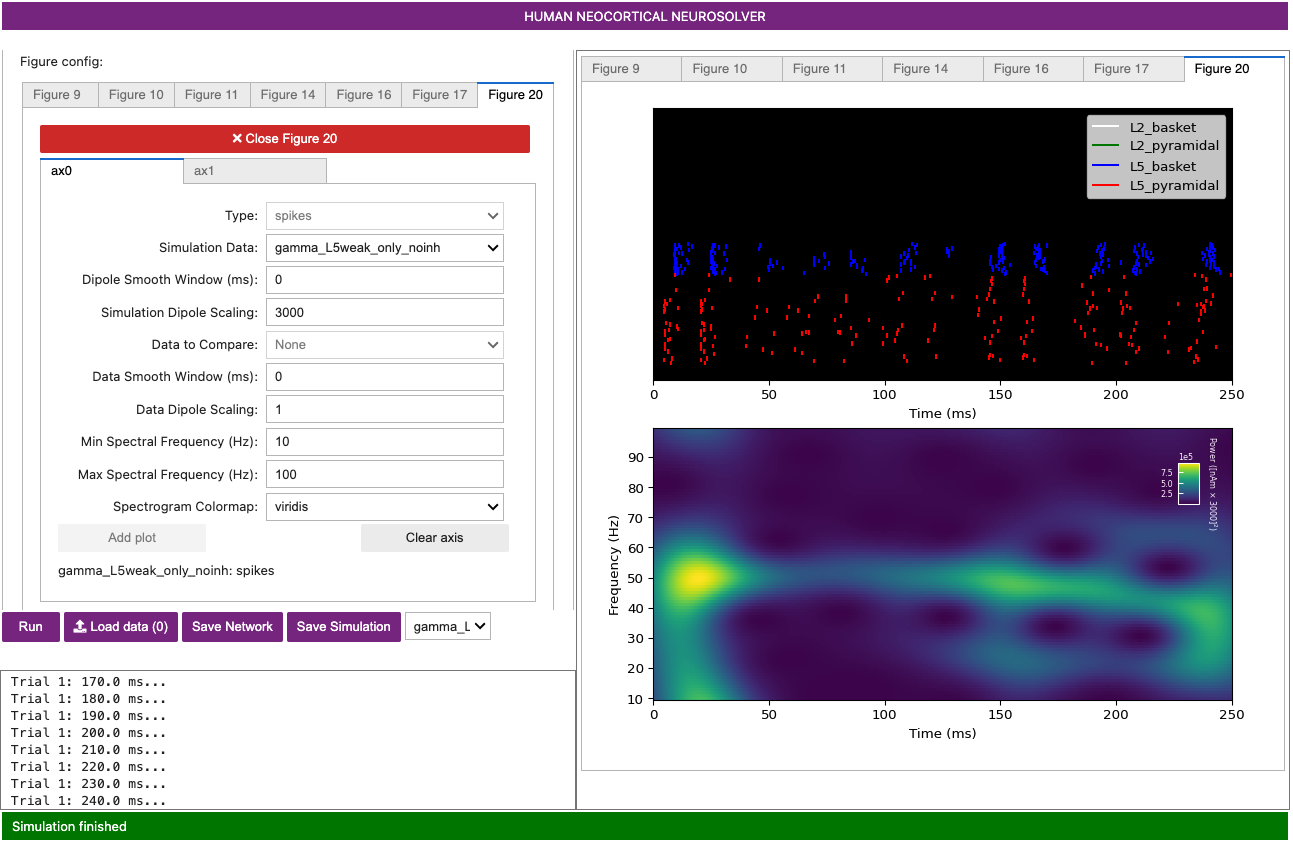 HUMAN NEOCORTICAL NEUROSOLVER
Figure config:
Figure 9 Figure 10 Figure 11 Figure 14 Figure 16 Figure 17 Figure 20
✕ Close Figure 20
ax0 ax1
Type: spikes
Simulation Data: gamma_L5weak_only_noinh
Dipole Smooth Window (ms): 0
Simulation Dipole Scaling: 3000
Data to Compare: None
Data Smooth Window (ms): 0
Data Dipole Scaling: 1
Min Spectral Frequency (Hz): 10
Max Spectral Frequency (Hz): 100
Spectrogram Colormap: viridis
Add plot Clear axis
gamma_L5weak_only_noinh: spikes
Run Load data (0) Save Network Save Simulation gamma_L
Trial 1: 170.0 ms...
Trial 1: 180.0 ms...
Trial 1: 190.0 ms...
Trial 1: 200.0 ms...
Trial 1: 210.0 ms...
Trial 1: 220.0 ms...
Trial 1: 230.0 ms...
Trial 1: 240.0 ms...
Figure 9 Figure 10 Figure 11 Figure 14 Figure 16 Figure 17 Figure 20
L2_basket
L2_pyramidal
L5_basket
L5_pyramidal
0 50 100 150 200 250
Time (ms)
Frequency (Hz)
90
80
70
60
50
40
30
20
10
1e5
7.5
5.0
2.5
Power ([nAm × 3000]²)
0 50 100 150 200 250
Time (ms)
Simulation finished